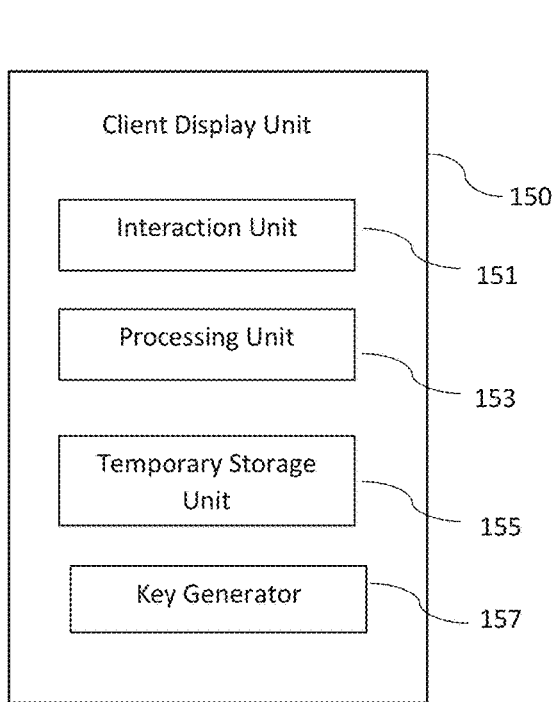 Client Display Unit
150
Interaction Unit
151
Processing Unit
153
Temporary Storage
Unit
155
Key Generator
157